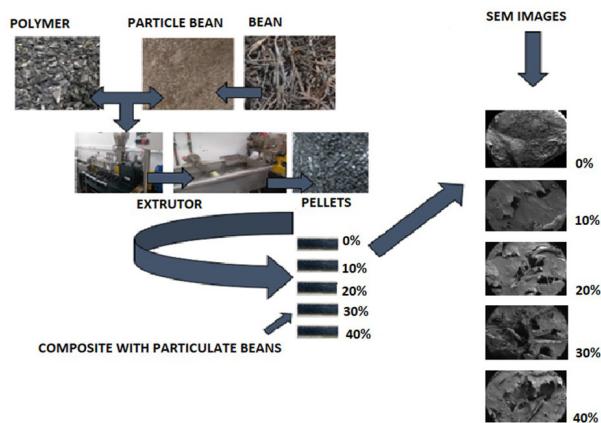 POLYMER
PARTICLE BEAN
BEAN
SEM IMAGES
EXTRUTOR
PELLETS
0%
10%
20%
30%
40%
COMPOSITE WITH PARTICULATE BEANS
0%
10%
20%
30%
40%